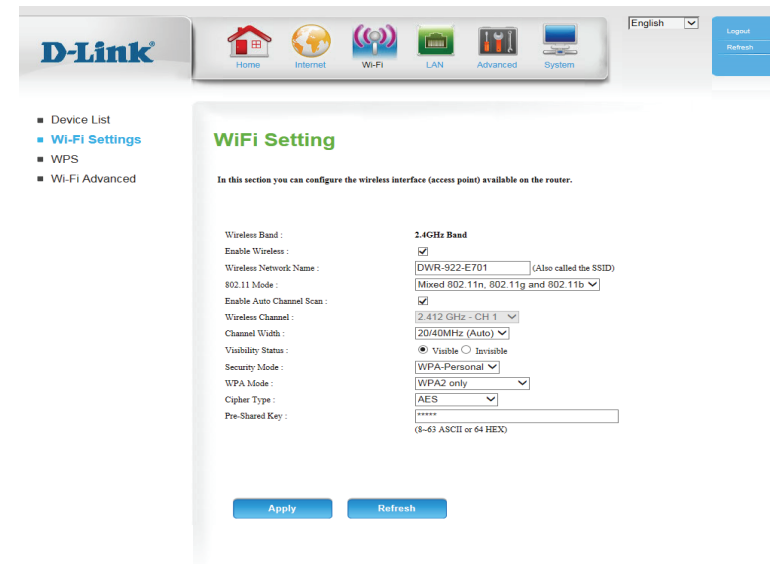 D-Link
Home Internet Wi-Fi LAN Advanced System
English
Logout
Refresh
Device List
Wi-Fi Settings
WPS
Wi-Fi Advanced
WiFi Setting
In this section you can configure the wireless interface (access point) available on the router.
Wireless Band : 2.4GHz Band
Enable Wireless :
Wireless Network Name : DWR-922-E701 (Also called the SSID)
802.11 Mode : Mixed 802.11n, 802.11g and 802.11b
Enable Auto Channel Scan :
Wireless Channel : 2.412 GHz - CH 1
Channel Width : 20/40MHz (Auto)
Visibility Status : Visible Invisible
Security Mode : WPA-Personal
WPA Mode : WPA2 only
Cipher Type : AES
Pre-Shared Key : *****
(8~63 ASCII or 64 HEX)
Apply Refresh